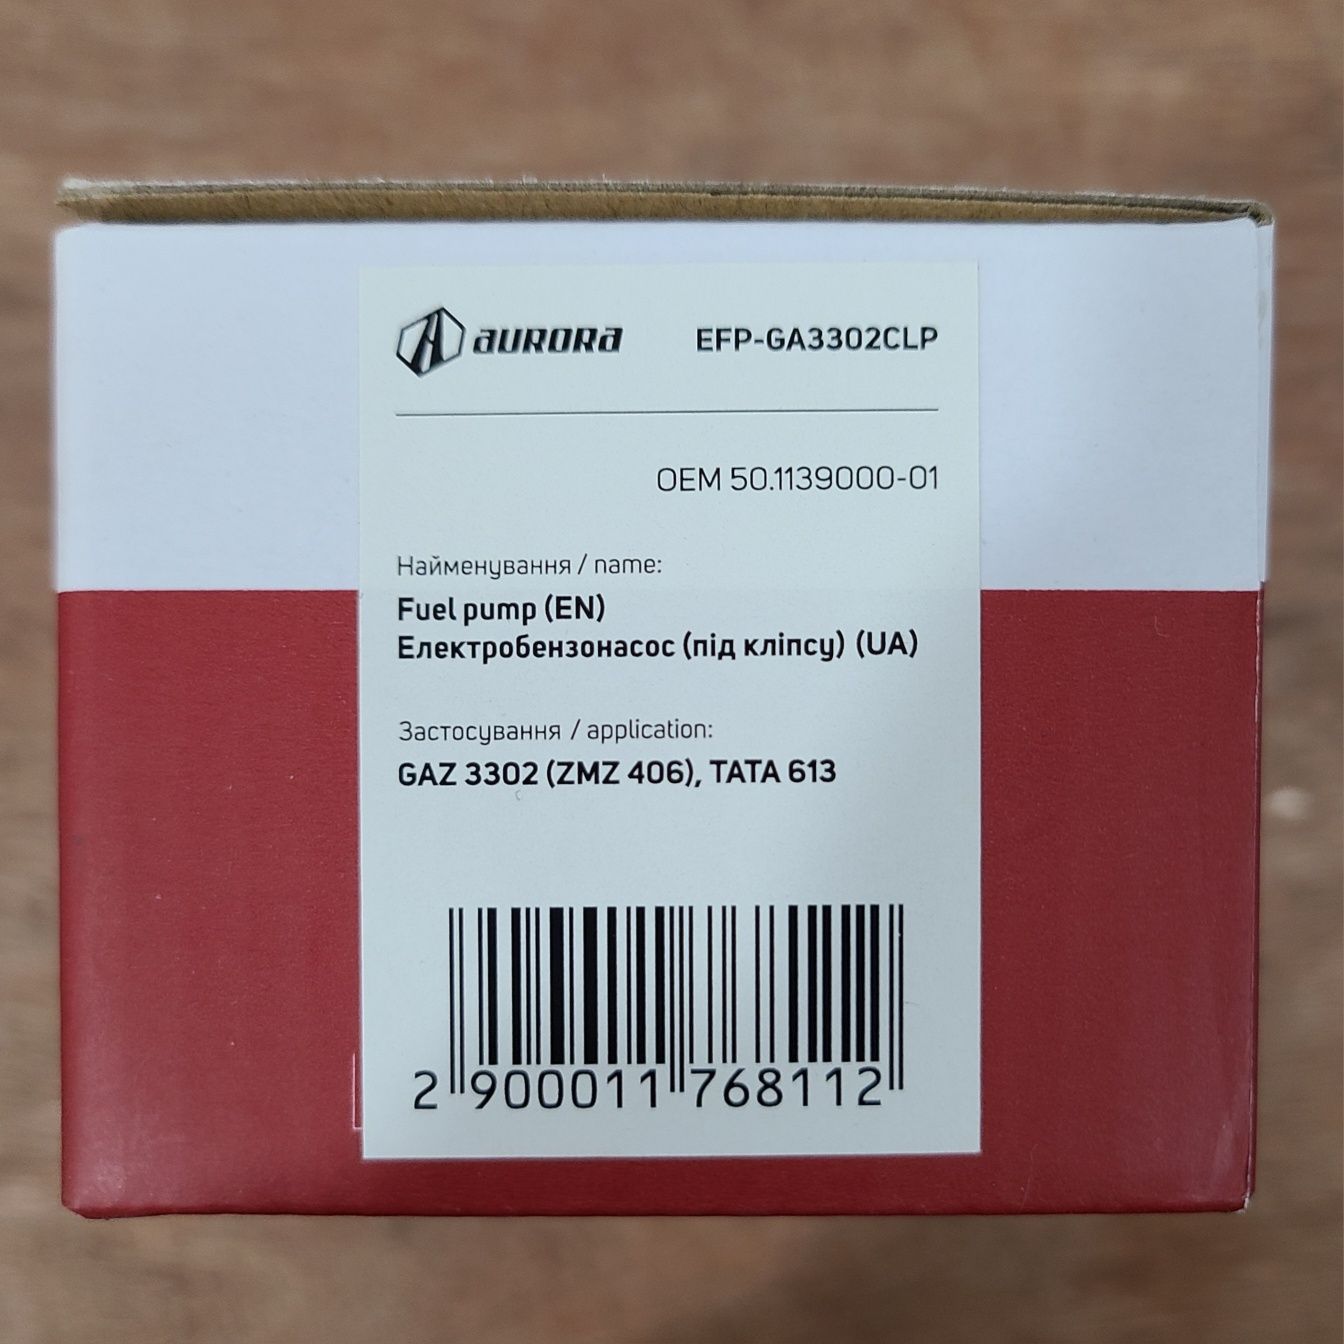 AURORA EFP-GA3302CLP
OEM 50.1139000-01
Найменування / name:
Fuel pump (EN)
Електробензонасос (під кліпсу) (UA)
Застосування / application:
GAZ 3302 (ZMZ 406), TATA 613
2 900011 768112